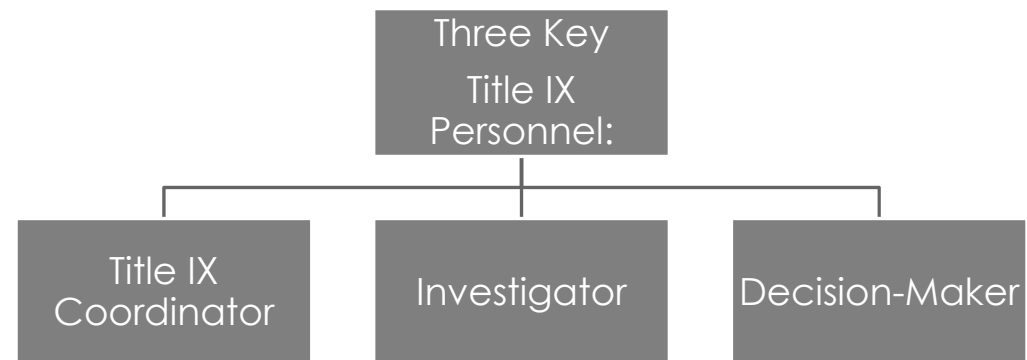 Three Key
Title IX
Personnel:
Title IX
Coordinator
Investigator
Decision-Maker